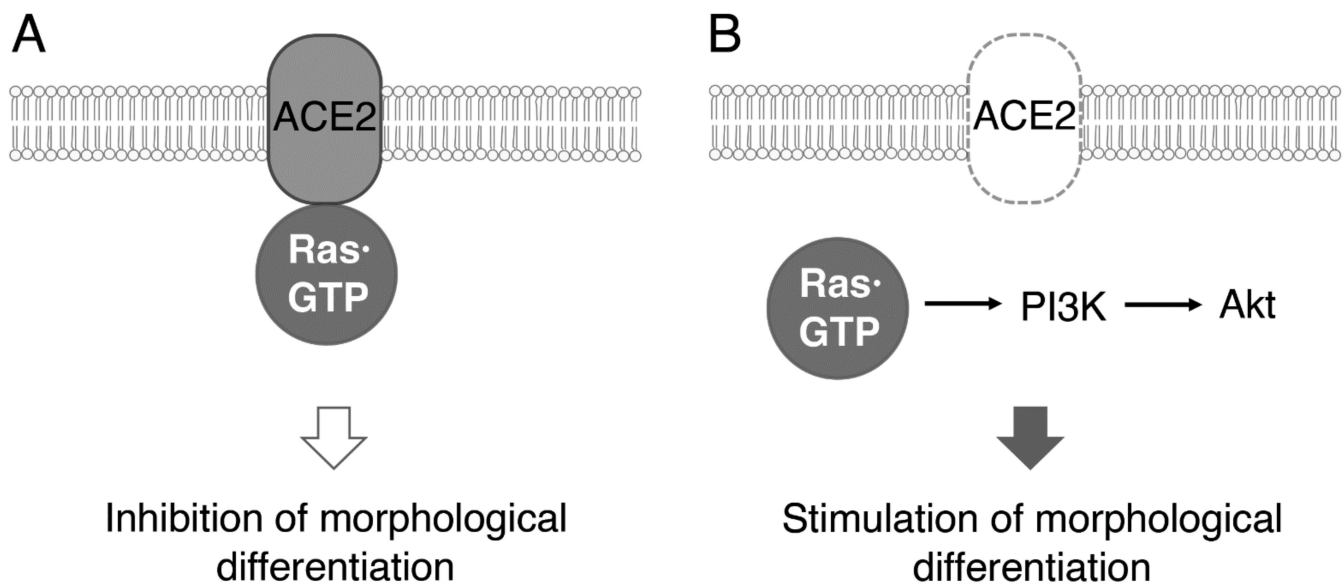 A
ACE2
Ras·
GTP
Inhibition of morphological
differentiation
B
ACE2
Ras·
GTP
PI3K
Akt
Stimulation of morphological
differentiation